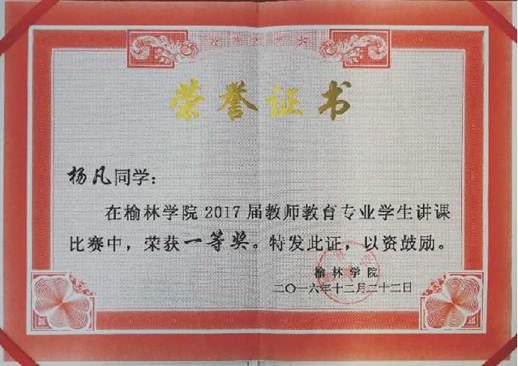 荣誉证书
杨凡同学：
在榆林学院2017届教师教育专业学生讲课
比赛中，荣获一等奖。特发此证，以资鼓励。
榆林学院
二〇一六年十二月二十二日